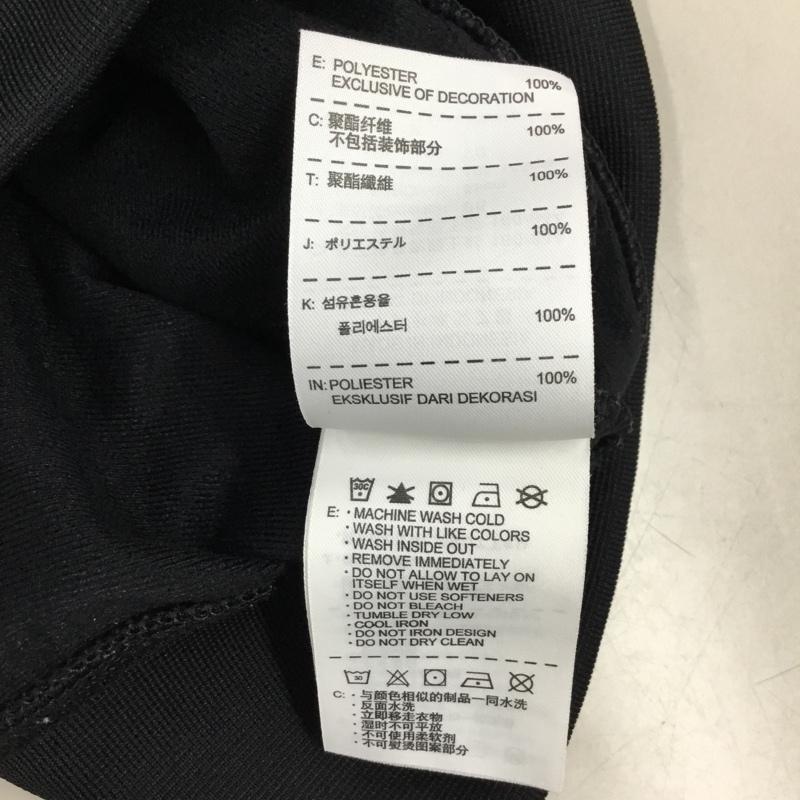 E: POLYESTER 100%
EXCLUSIVE OF DECORATION
C: 聚酯纤维 100%
不包括装饰部分
T: 聚酯纖維 100%
J: ポリエステル 100%
K: 섬유혼용율
폴리에스터 100%
IN: POLIESTER 100%
EKSKLUSIF DARI DEKORASI
30C
E: ・MACHINE WASH COLD
・WASH WITH LIKE COLORS
・WASH INSIDE OUT
・REMOVE IMMEDIATELY
・DO NOT ALLOW TO LAY ON
ITSELF WHEN WET
・DO NOT USE SOFTENERS
・DO NOT BLEACH
・TUMBLE DRY LOW
・COOL IRON
・DO NOT IRON DESIGN
・DO NOT DRY CLEAN
30
C: ・与颜色相似的制品一同水洗
・反面水洗
・立即移走衣物
・湿时不可平放
・不可使用柔软剂
・不可熨烫图案部分